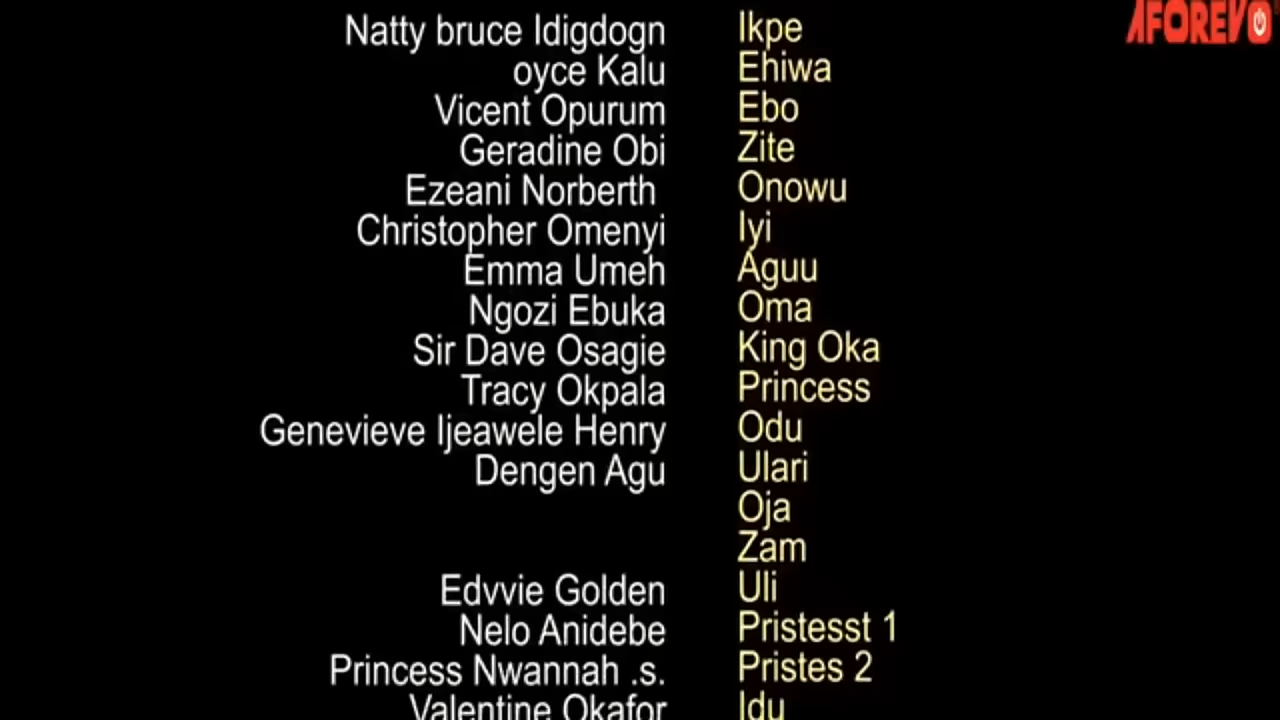 AFOREVO
Natty bruce Idigdogn Ikpe
oyce Kalu Ehiwa
Vicent Opurum Ebo
Geradine Obi Zite
Ezeani Norberth Onowu
Christopher Omenyi Iyi
Emma Umeh Aguu
Ngozi Ebuka Oma
Sir Dave Osagie King Oka
Tracy Okpala Princess
Genevieve Ijeawele Henry Odu
Dengen Agu Ulari
Oja
Zam
Edvvie Golden Uli
Nelo Anidebe Pristesst 1
Princess Nwannah .s. Pristes 2
Valentine Okafor Idu